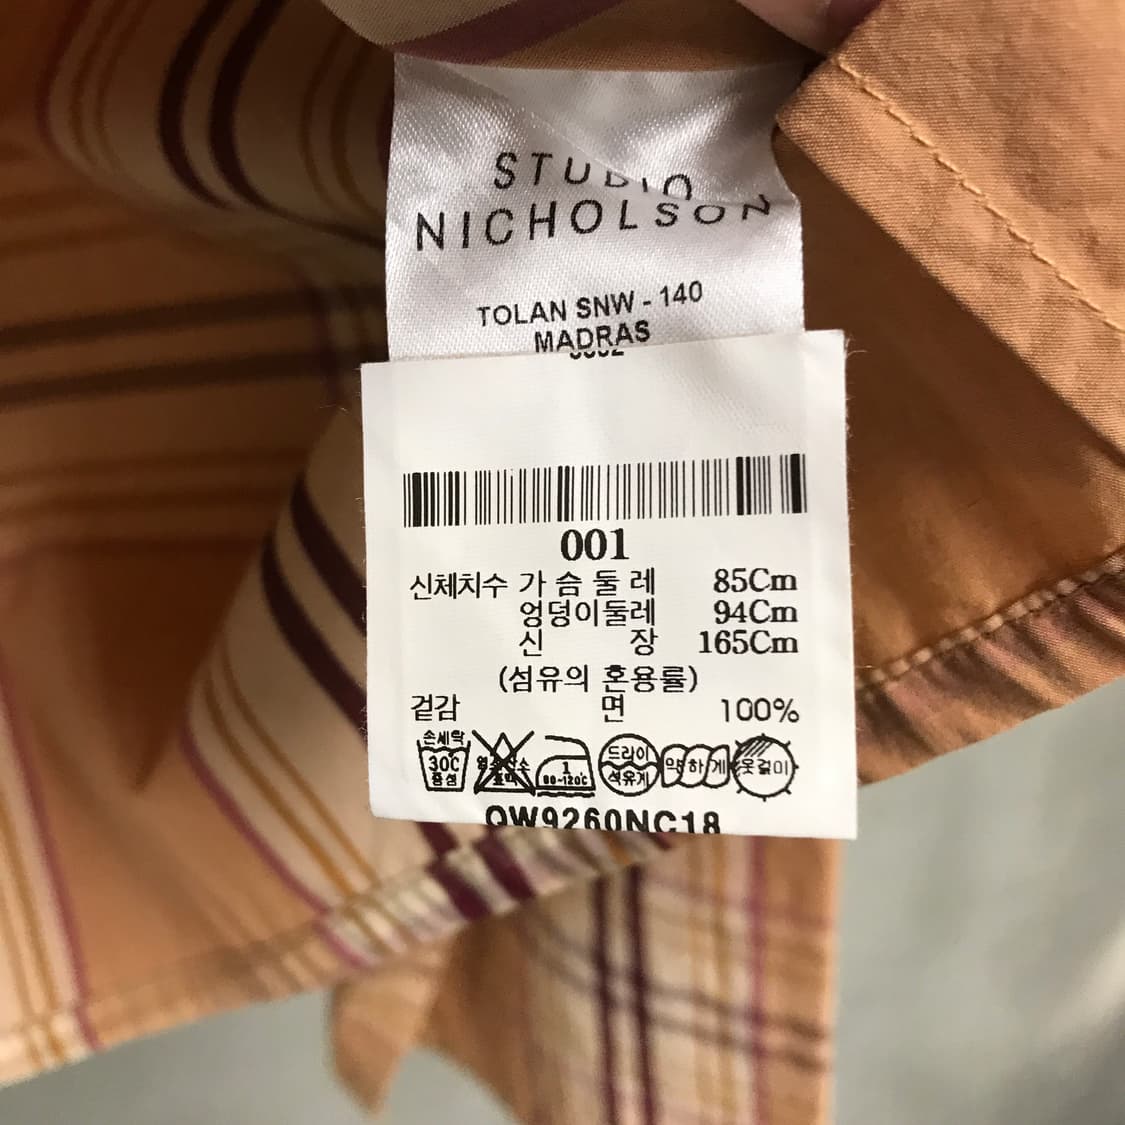 STUDIO
NICHOLSON
TOLAN SNW - 140
MADRAS
001
신체치수 가 슴 둘 레 85Cm
엉덩이둘레 94Cm
신 장 165Cm
(섬유의 혼용률)
겉감 면 100%
손세탁 30C 중성 1 80-120℃ 드라이 석유계 약하게 옷걸이
QW9260NC18